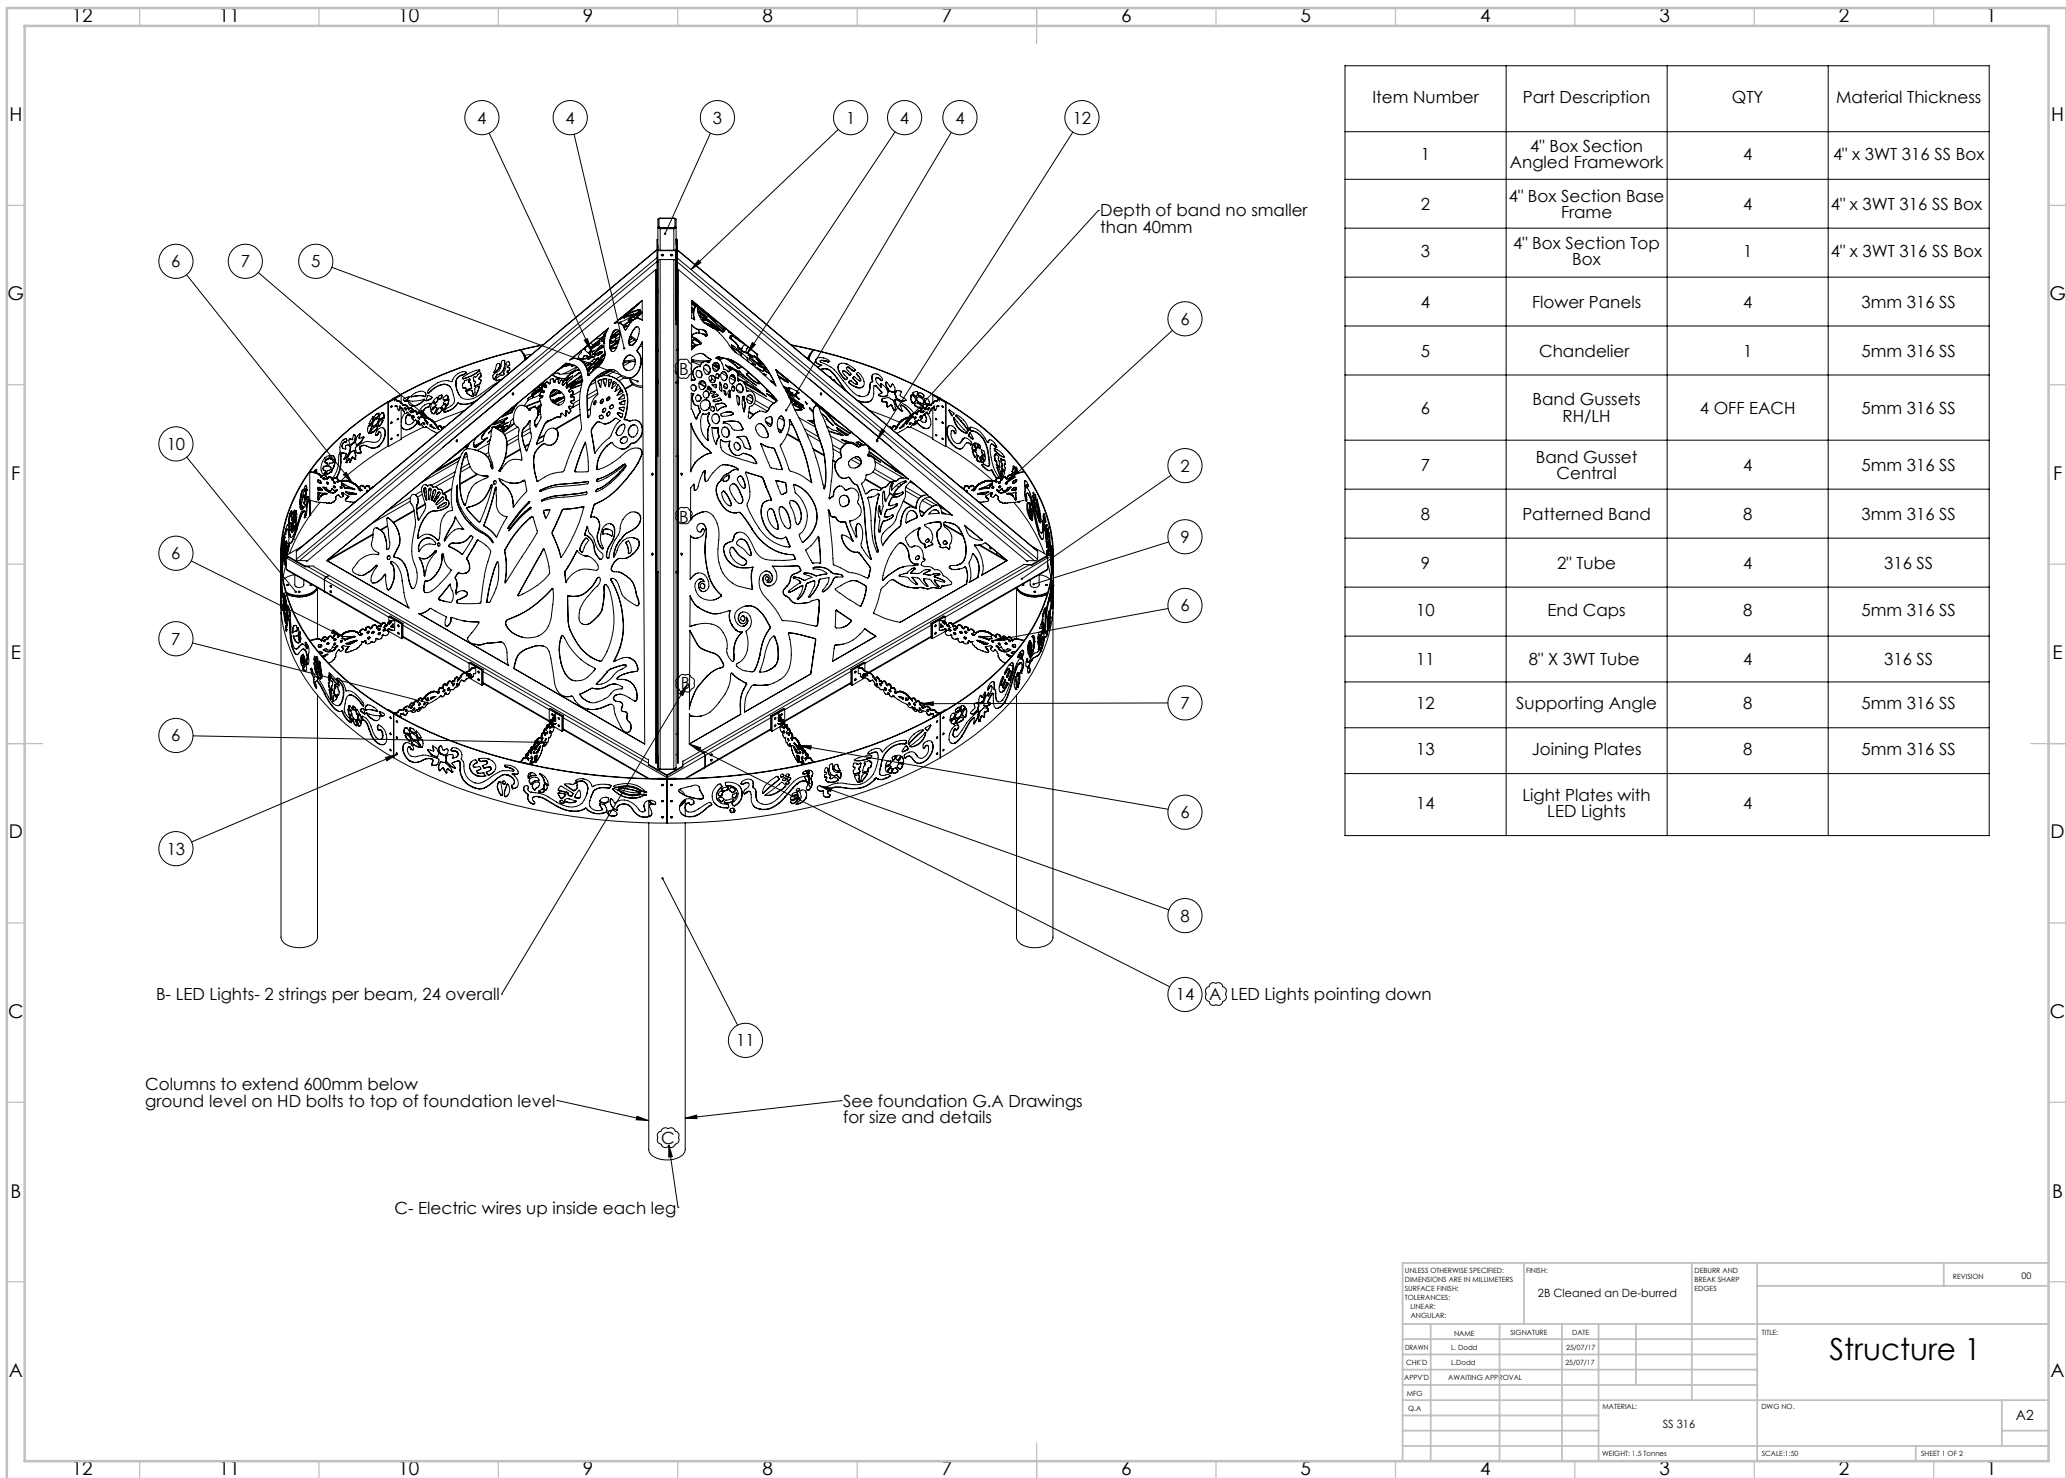 12 11 10 9 8 7 6 5 4 3 2 1
H H
G G
F F
E E
D D
C C
B B
A A
4 4 3 1 4 4 12
Depth of band no smaller
than 40mm
6 7 5
6
10
2
9
6
6
7
7
6
6
13
8
B
B
B
B- LED Lights- 2 strings per beam, 24 overall
14 A LED Lights pointing down
11
Columns to extend 600mm below
ground level on HD bolts to top of foundation level
See foundation G.A Drawings
for size and details
C
C- Electric wires up inside each leg
Item Number Part Description QTY Material Thickness
1 4" Box Section Angled Framework 4 4" x 3WT 316 SS Box
2 4" Box Section Base Frame 4 4" x 3WT 316 SS Box
3 4" Box Section Top Box 1 4" x 3WT 316 SS Box
4 Flower Panels 4 3mm 316 SS
5 Chandelier 1 5mm 316 SS
6 Band Gussets RH/LH 4 OFF EACH 5mm 316 SS
7 Band Gusset Central 4 5mm 316 SS
8 Patterned Band 8 3mm 316 SS
9 2" Tube 4 316 SS
10 End Caps 8 5mm 316 SS
11 8" X 3WT Tube 4 316 SS
12 Supporting Angle 8 5mm 316 SS
13 Joining Plates 8 5mm 316 SS
14 Light Plates with LED Lights 4
UNLESS OTHERWISE SPECIFIED:
DIMENSIONS ARE IN MILLIMETERS
SURFACE FINISH:
TOLERANCES:
LINEAR:
ANGULAR:
FINISH:
2B Cleaned an De-burred
DEBURR AND
BREAK SHARP
EDGES
REVISION 00
NAME SIGNATURE DATE
DRAWN L. Dodd 25/07/17
CHK'D L.Dodd 25/07/17
APPV'D AWAITING APPROVAL
MFG
Q.A
TITLE:
Structure 1
MATERIAL:
SS 316
DWG NO.
A2
WEIGHT: 1.5 Tonnes
SCALE:1:50
SHEET 1 OF 2
12 11 10 9 8 7 6 5 4 3 2 1